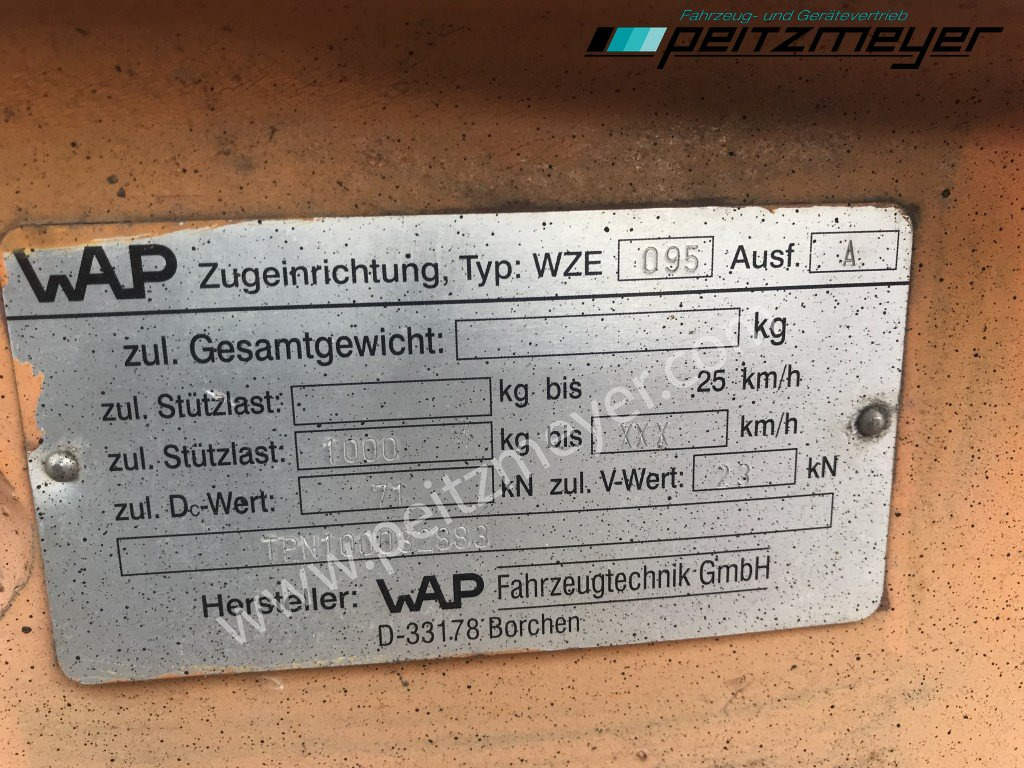 Fahrzeug- und Gerätevertrieb
peitzmeyer
WAP Zugeinrichtung, Typ: WZE 095 Ausf. A
zul. Gesamtgewicht: kg
zul. Stützlast: kg bis 25 km/h
zul. Stützlast: 1000 kg bis XXX km/h
zul. Dc-Wert: 71 kN zul. V-Wert: 23 kN
Hersteller: WAP Fahrzeugtechnik GmbH
D-33178 Borchen
www.peitzmeyer.com